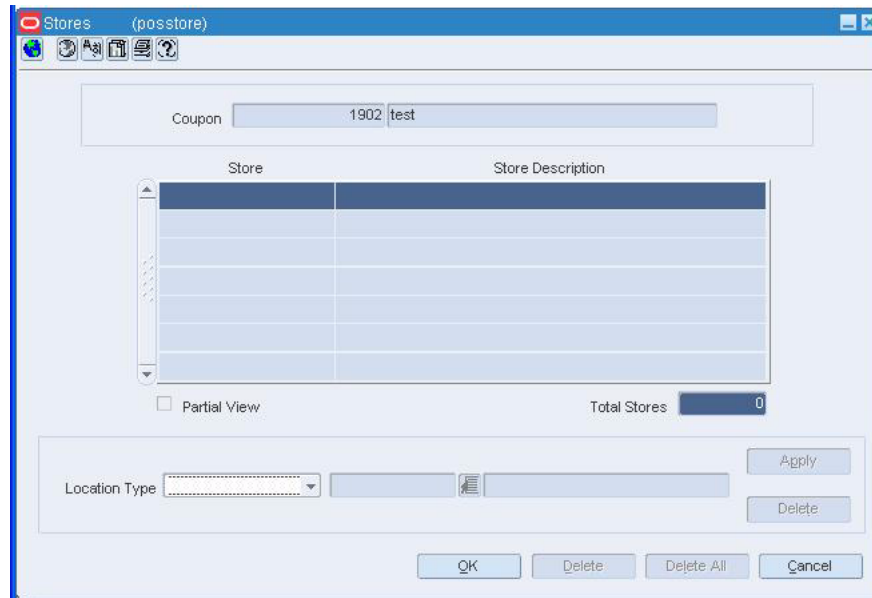 Stores (posstore)
Coupon 1902 test
Store Store Description
Partial View Total Stores 0
Apply
Location Type
Delete
OK Delete Delete All Cancel